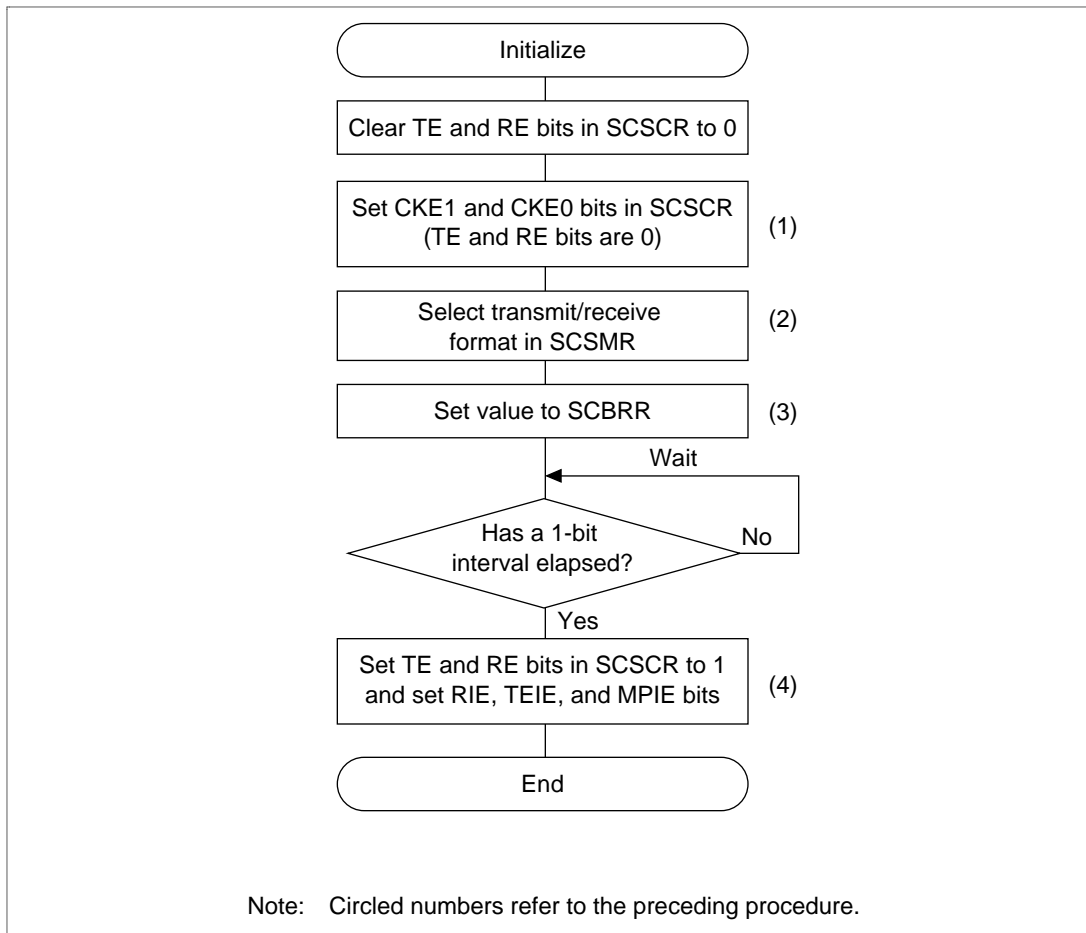 Initialize
Clear TE and RE bits in SCSCR to 0
Set CKE1 and CKE0 bits in SCSCR
(TE and RE bits are 0)
(1)
Select transmit/receive
format in SCSMR
(2)
Set value to SCBRR
(3)
Wait
Has a 1-bit
interval elapsed?
No
Yes
Set TE and RE bits in SCSCR to 1
and set RIE, TEIE, and MPIE bits
(4)
End
Note: Circled numbers refer to the preceding procedure.